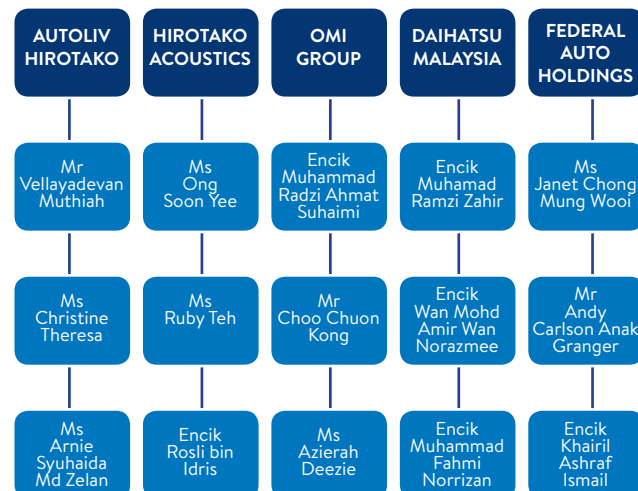 AUTOLIV
HIROTAKO
HIROTAKO
ACOUSTICS
OMI
GROUP
DAIHATSU
MALAYSIA
FEDERAL
AUTO
HOLDINGS
Mr
Vellayadevan
Muthiah
Ms
Ong
Soon Yee
Encik
Muhammad
Radzi Ahmat
Suhaimi
Encik
Muhamad
Ramzi Zahir
Ms
Janet Chong
Mung Wooi
Ms
Christine
Theresa
Ms
Ruby Teh
Mr
Choo Chuon
Kong
Encik
Wan Mohd
Amir Wan
Norazmee
Mr
Andy
Carlson Anak
Granger
Ms
Arnie
Syuhaida
Md Zelan
Encik
Rosli bin
Idris
Ms
Azierah
Deezie
Encik
Muhammad
Fahmi
Norrizan
Encik
Khairil
Ashraf
Ismail